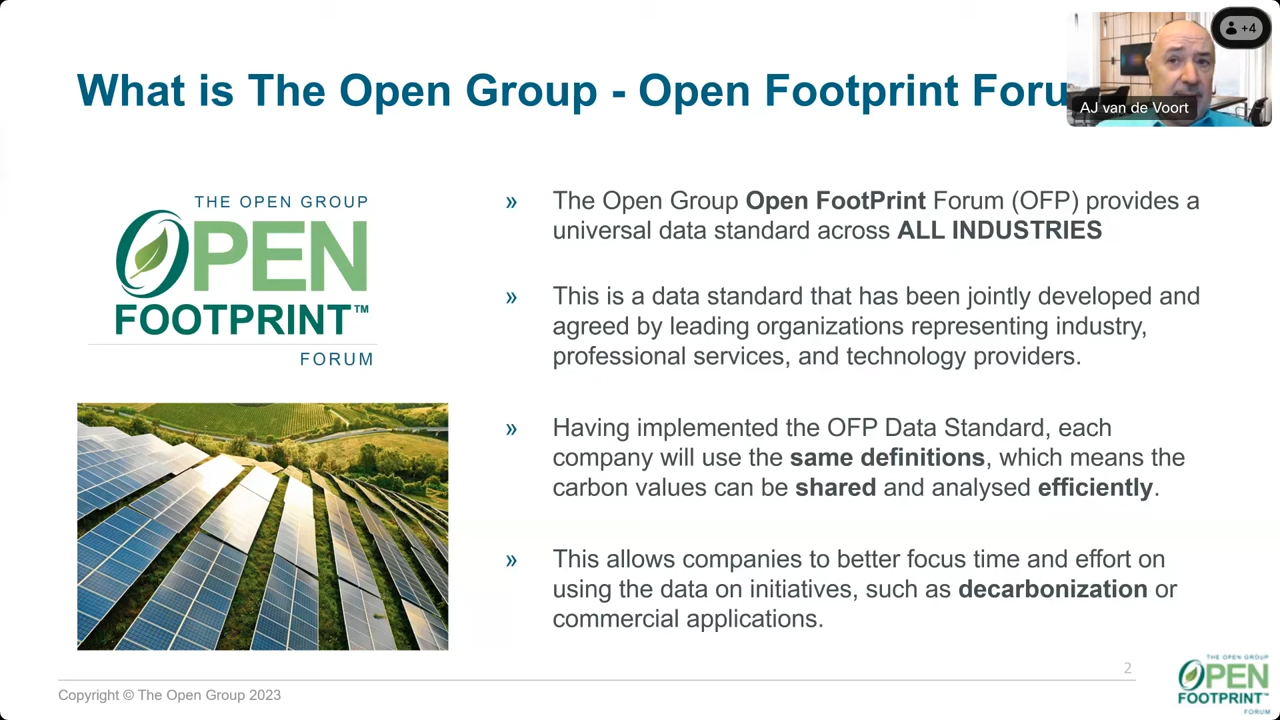 What is The Open Group - Open Footprint Foru
+4
AJ van de Voort
THE OPEN GROUP
OPEN
FOOTPRINT™
FORUM
» The Open Group Open FootPrint Forum (OFP) provides a
universal data standard across ALL INDUSTRIES
» This is a data standard that has been jointly developed and
agreed by leading organizations representing industry,
professional services, and technology providers.
» Having implemented the OFP Data Standard, each
company will use the same definitions, which means the
carbon values can be shared and analysed efficiently.
» This allows companies to better focus time and effort on
using the data on initiatives, such as decarbonization or
commercial applications.
2
Copyright © The Open Group 2023
THE OPEN GROUP
OPEN
FOOTPRINT™
FORUM